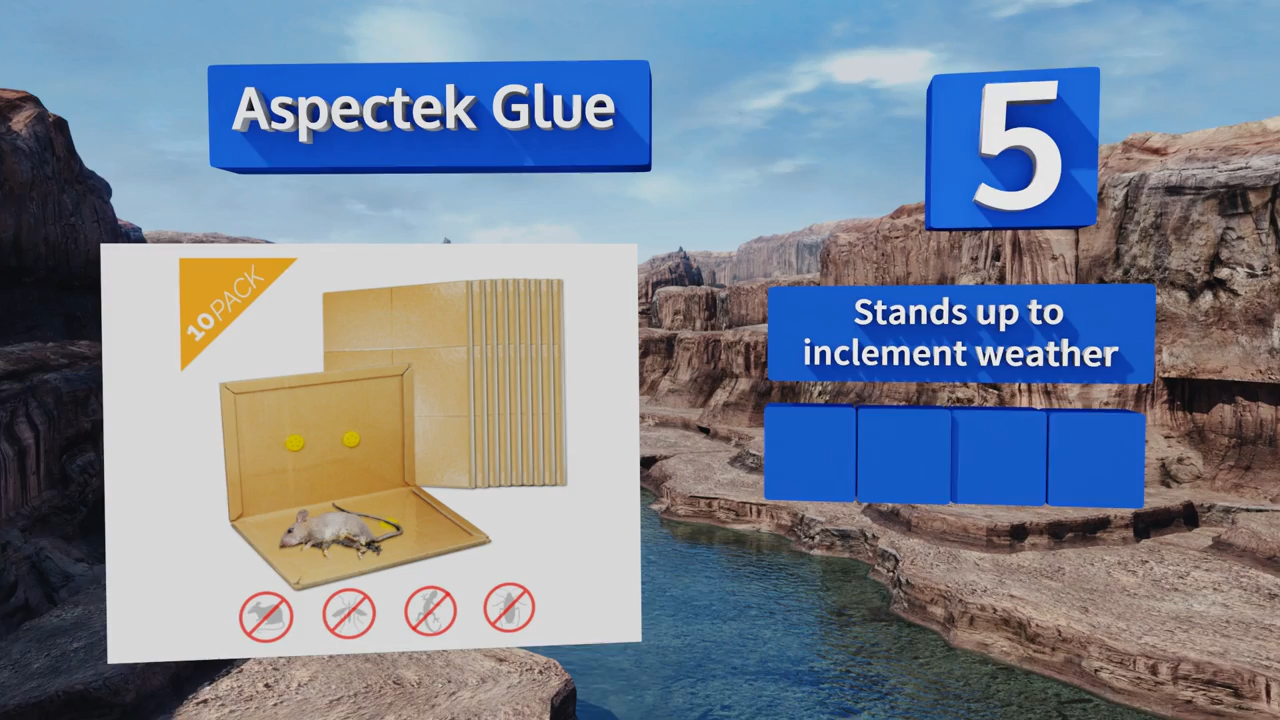 Aspectek Glue
5
10 PACK
Stands up to
inclement weather